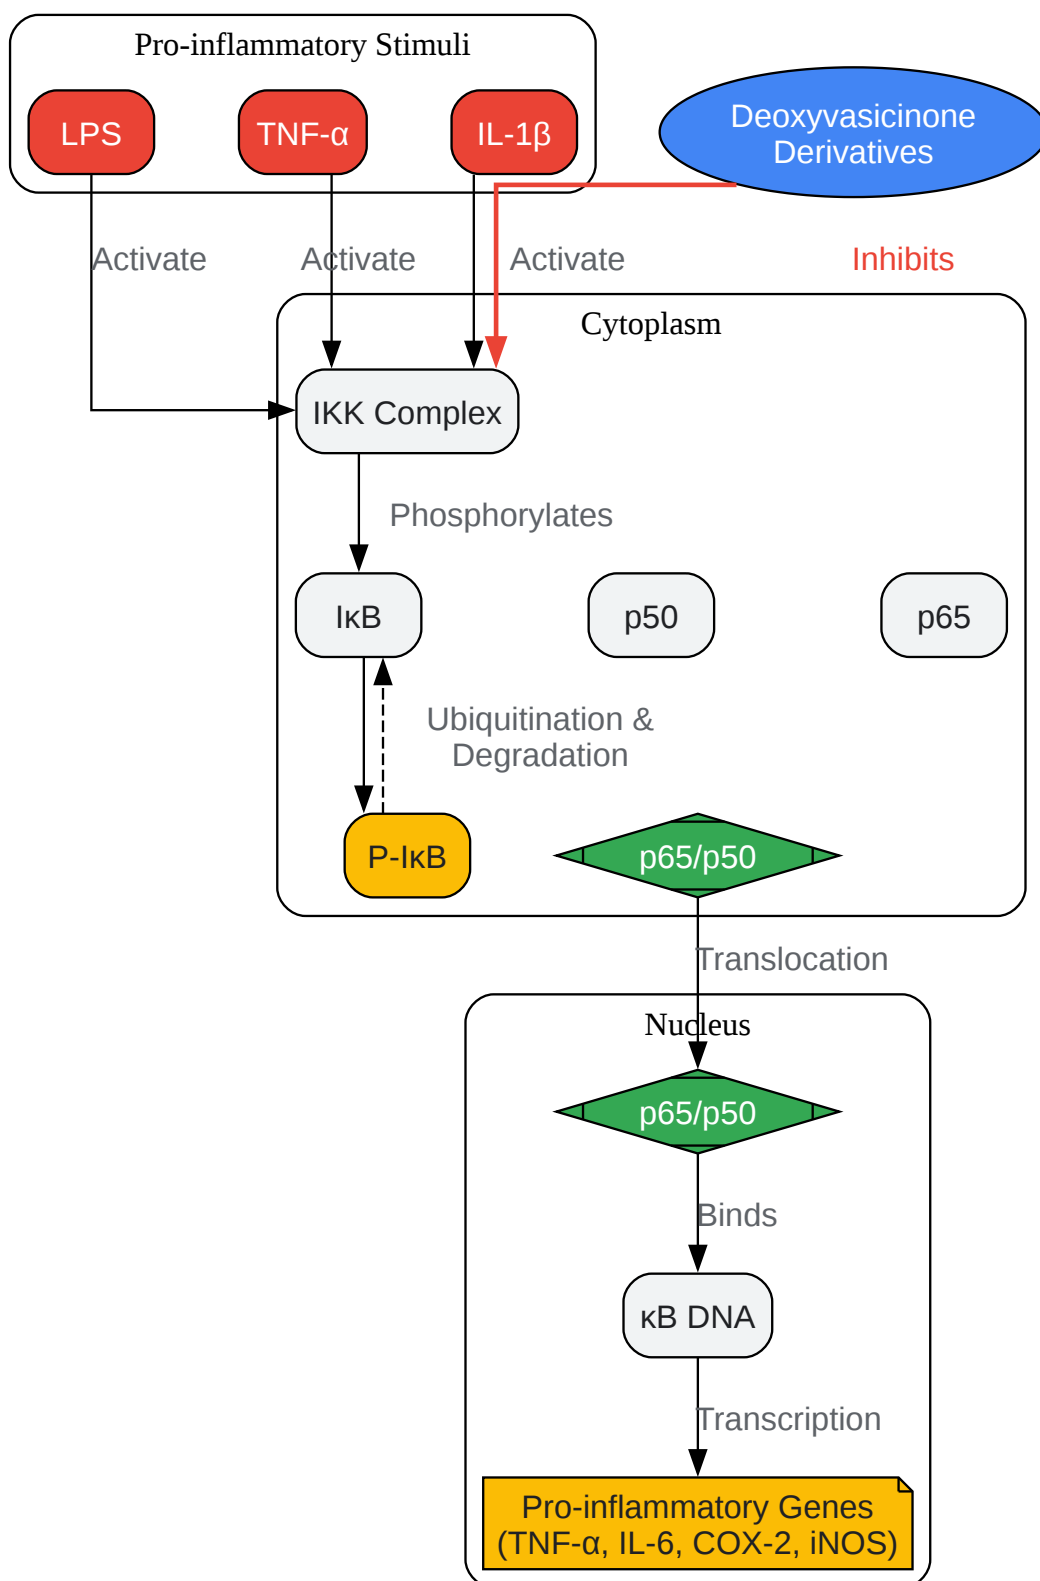 Pro-inflammatory Stimuli
LPS
TNF-α
IL-1β
Deoxyvasicinone
Derivatives
Activate
Activate
Activate
Inhibits
Cytoplasm
IKK Complex
Phosphorylates
IκB
p50
p65
Ubiquitination &
Degradation
P-IκB
p65/p50
Translocation
Nucleus
p65/p50
Binds
κB DNA
Transcription
Pro-inflammatory Genes
(TNF-α, IL-6, COX-2, iNOS)